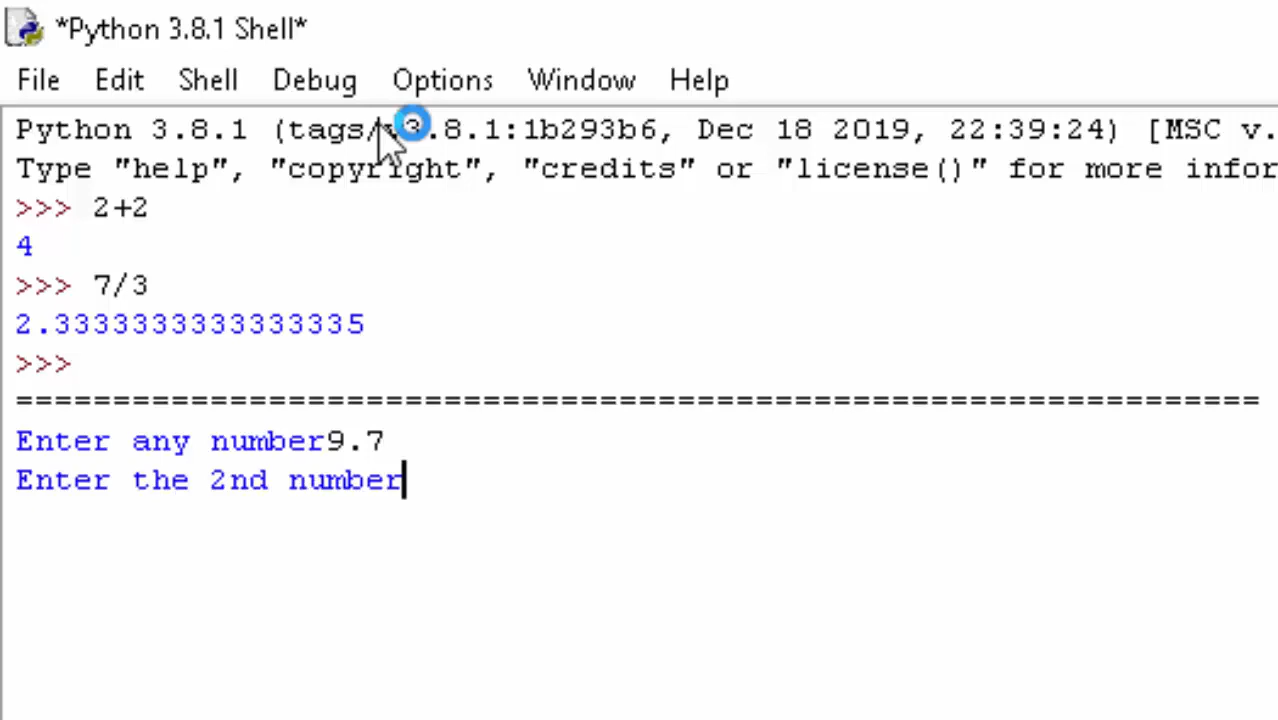 *Python 3.8.1 Shell*
File Edit Shell Debug Options Window Help
Python 3.8.1 (tags/v3.8.1:1b293b6, Dec 18 2019, 22:39:24) [MSC v.
Type "help", "copyright", "credits" or "license()" for more infor
>>> 2+2
4
>>> 7/3
2.3333333333333335
>>>
================================================================
Enter any number9.7
Enter the 2nd number